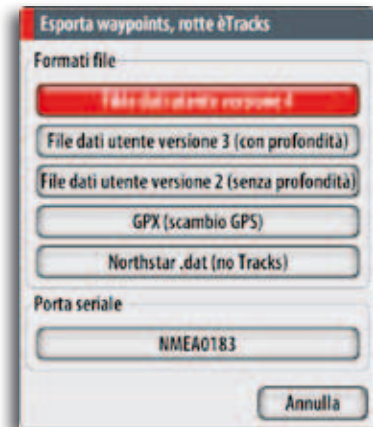 Esporta waypoints, rotte èTracks
Formati file
File dati utente versione 4
File dati utente versione 3 (con profondità)
File dati utente versione 2 (senza profondità)
GPX (scambio GPS)
Northstar .dat (no Tracks)
Porta seriale
NMEA0183
Annulla